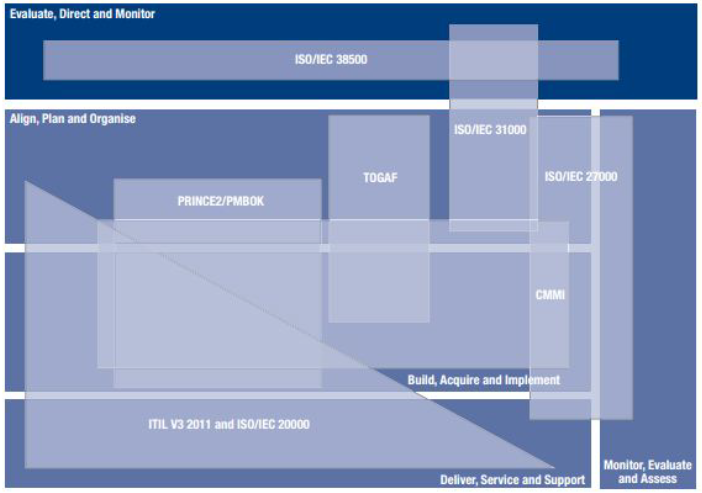 Evaluate, Direct and Monitor
ISO/IEC 38500
Align, Plan and Organise
ISO/IEC 31000
TOGAF
ISO/IEC 27000
PRINCE2/PMBOK
CMMI
Build, Acquire and Implement
ITIL V3 2011 and ISO/IEC 20000
Deliver, Service and Support
Monitor, Evaluate
and Assess